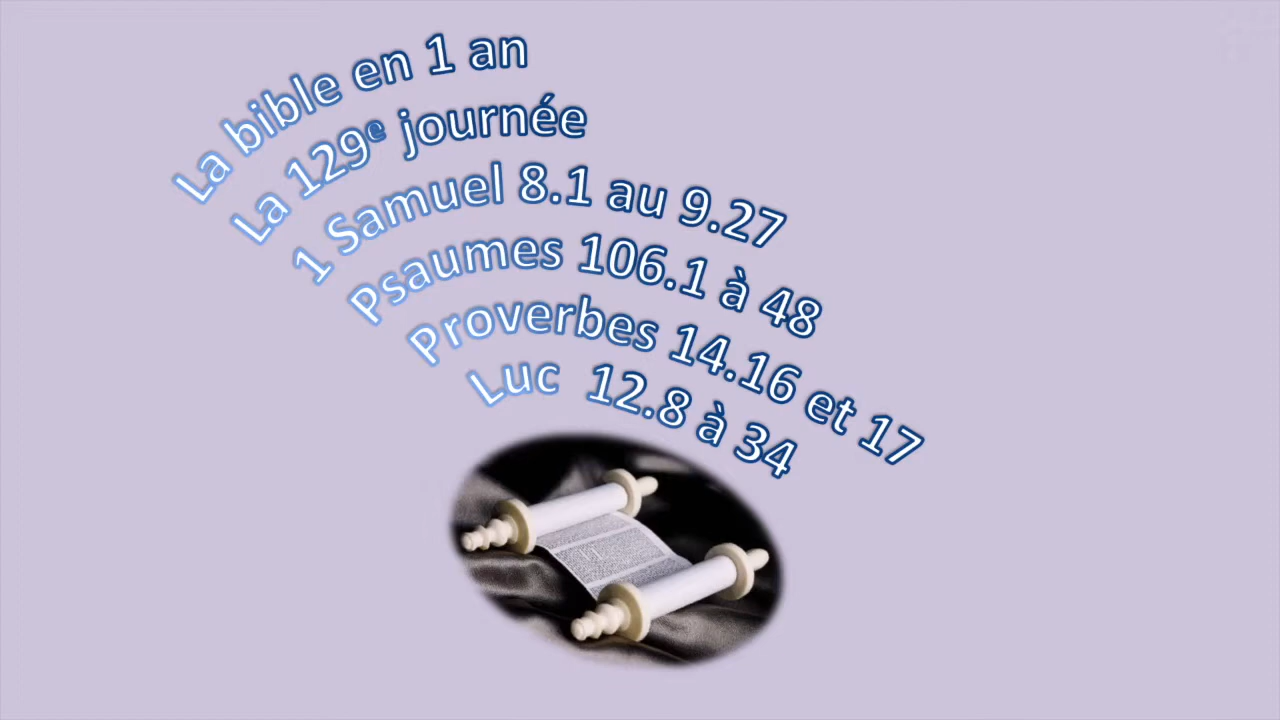 La bible en 1 an
La 129e journée
1 Samuel 8.1 au 9.27
Psaumes 106.1 à 48
Proverbes 14.16 et 17
Luc 12.8 à 34